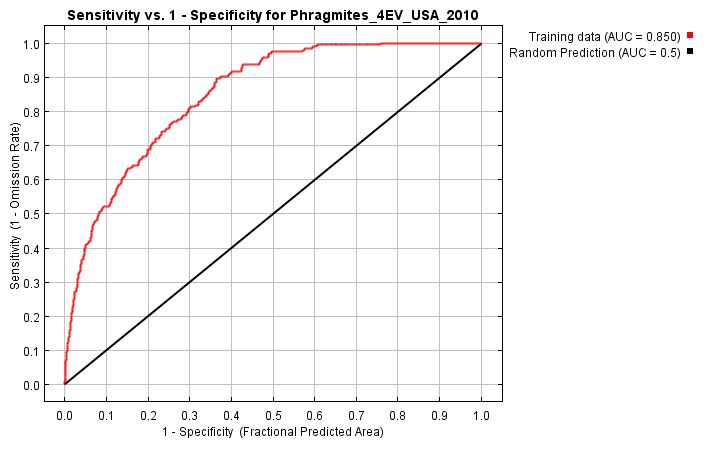 Sensitivity vs. 1 - Specificity for Phragmites_4EV_USA_2010
Training data (AUC = 0.850)
Random Prediction (AUC = 0.5)
Sensitivity (1 - Omission Rate)
1.0
0.9
0.8
0.7
0.6
0.5
0.4
0.3
0.2
0.1
0.0
0.0 0.1 0.2 0.3 0.4 0.5 0.6 0.7 0.8 0.9 1.0
1 - Specificity (Fractional Predicted Area)